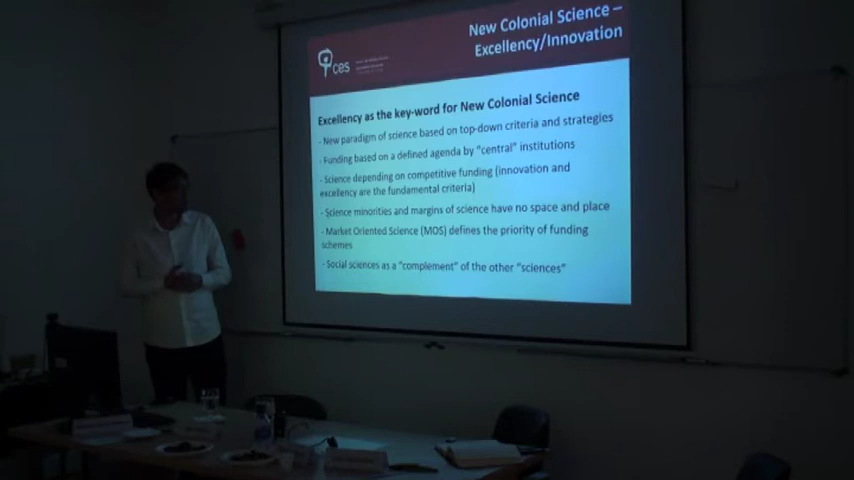 New Colonial Science –
Excellency/Innovation
ces
Excellency as the key-word for New Colonial Science
- New paradigm of science based on top-down criteria and strategies
- Funding based on a defined agenda by “central” institutions
- Science depending on competitive funding (innovation and
excellency are the fundamental criteria)
- Science minorities and margins of science have no space and place
- Market Oriented Science (MOS) defines the priority of funding
schemes
- Social sciences as a “complement” of the other “sciences”